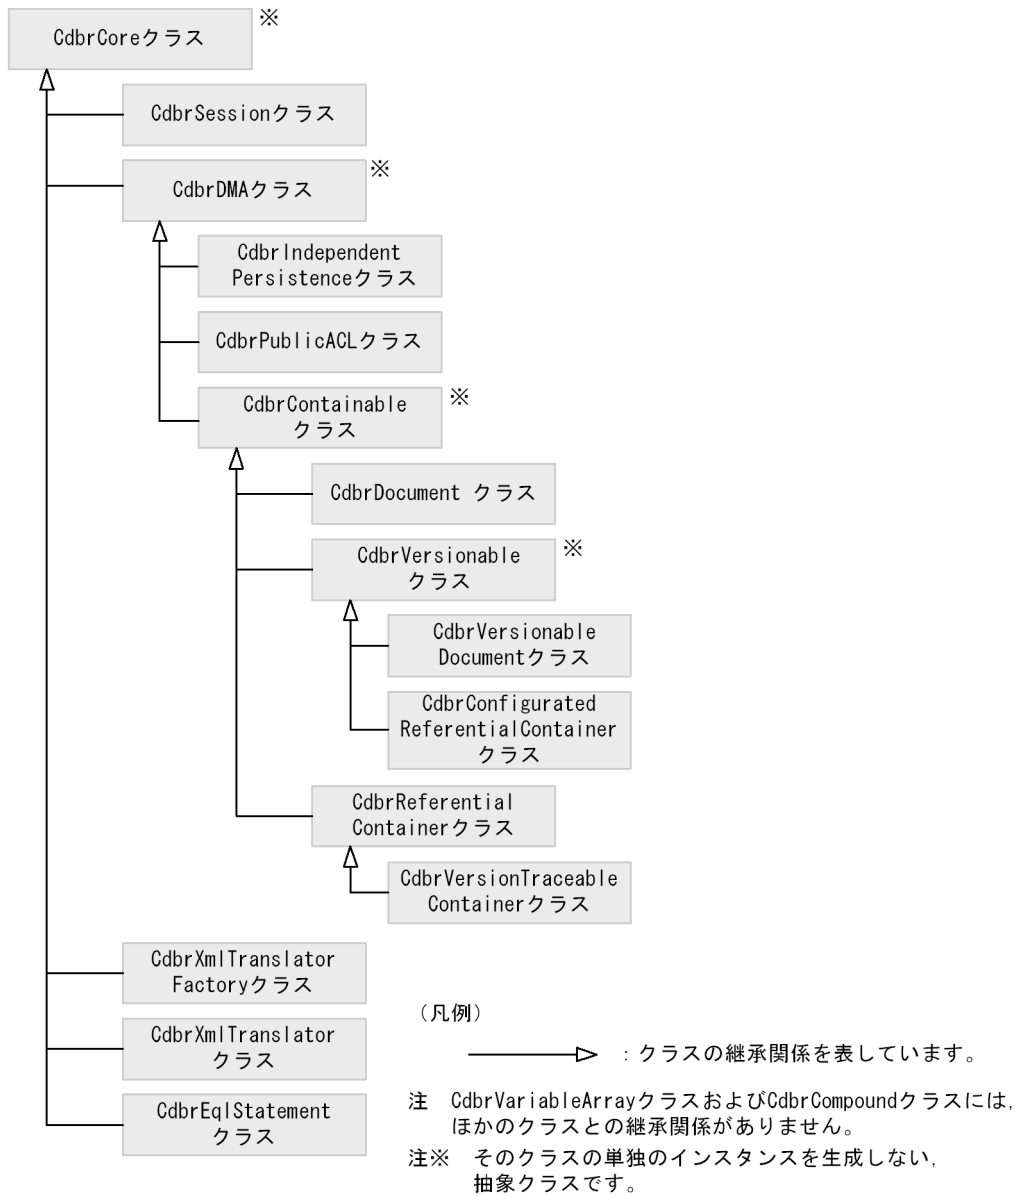 CdbrCoreクラス ※
CdbrSessionクラス
CdbrDMAクラス ※
CdbrIndependent
Persistenceクラス
CdbrPublicACLクラス
CdbrContainable ※
クラス
CdbrDocument クラス
CdbrVersionable ※
クラス
CdbrVersionable
Documentクラス
CdbrConfigurated
ReferentialContainer
クラス
CdbrReferential
Containerクラス
CdbrVersionTraceable
Containerクラス
CdbrXmlTranslator
Factoryクラス
CdbrXmlTranslator
クラス
CdbrEqlStatement
クラス
（凡例）
：クラスの継承関係を表しています。
注 CdbrVariableArrayクラスおよびCdbrCompoundクラスには，
ほかのクラスとの継承関係がありません。
注※ そのクラスの単独のインスタンスを生成しない，
抽象クラスです。